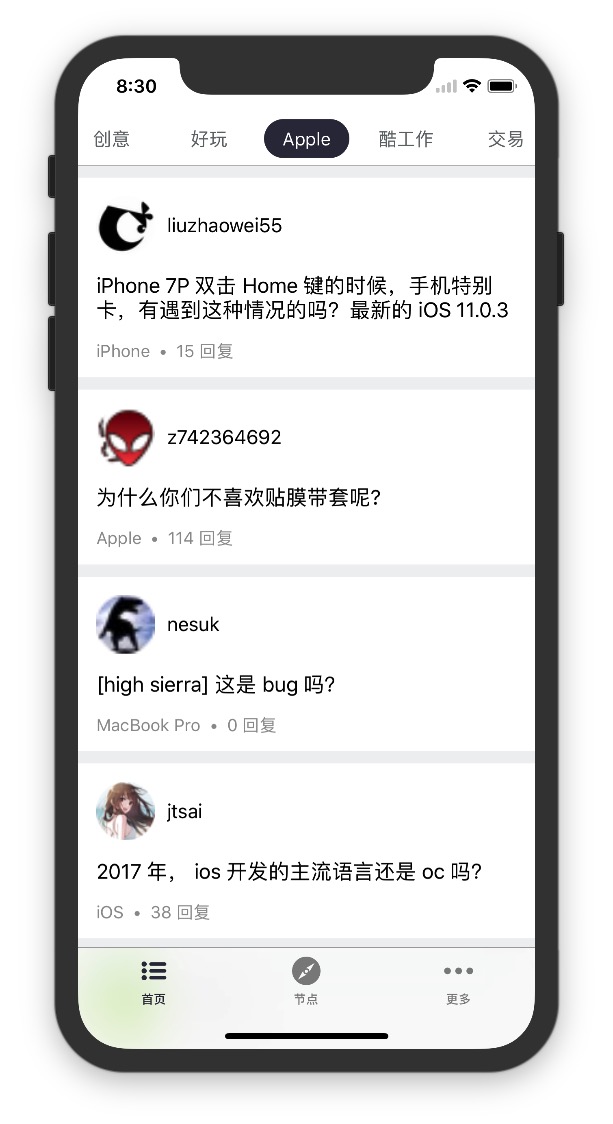 8:30
创意 好玩 Apple 酷工作 交易
liuzhaowei55
iPhone 7P 双击 Home 键的时候，手机特别
卡，有遇到这种情况的吗？最新的 iOS 11.0.3
iPhone • 15 回复
z742364692
为什么你们不喜欢贴膜带套呢？
Apple • 114 回复
nesuk
[high sierra] 这是 bug 吗？
MacBook Pro • 0 回复
jtsai
2017 年， ios 开发的主流语言还是 oc 吗？
iOS • 38 回复
首页 节点 更多